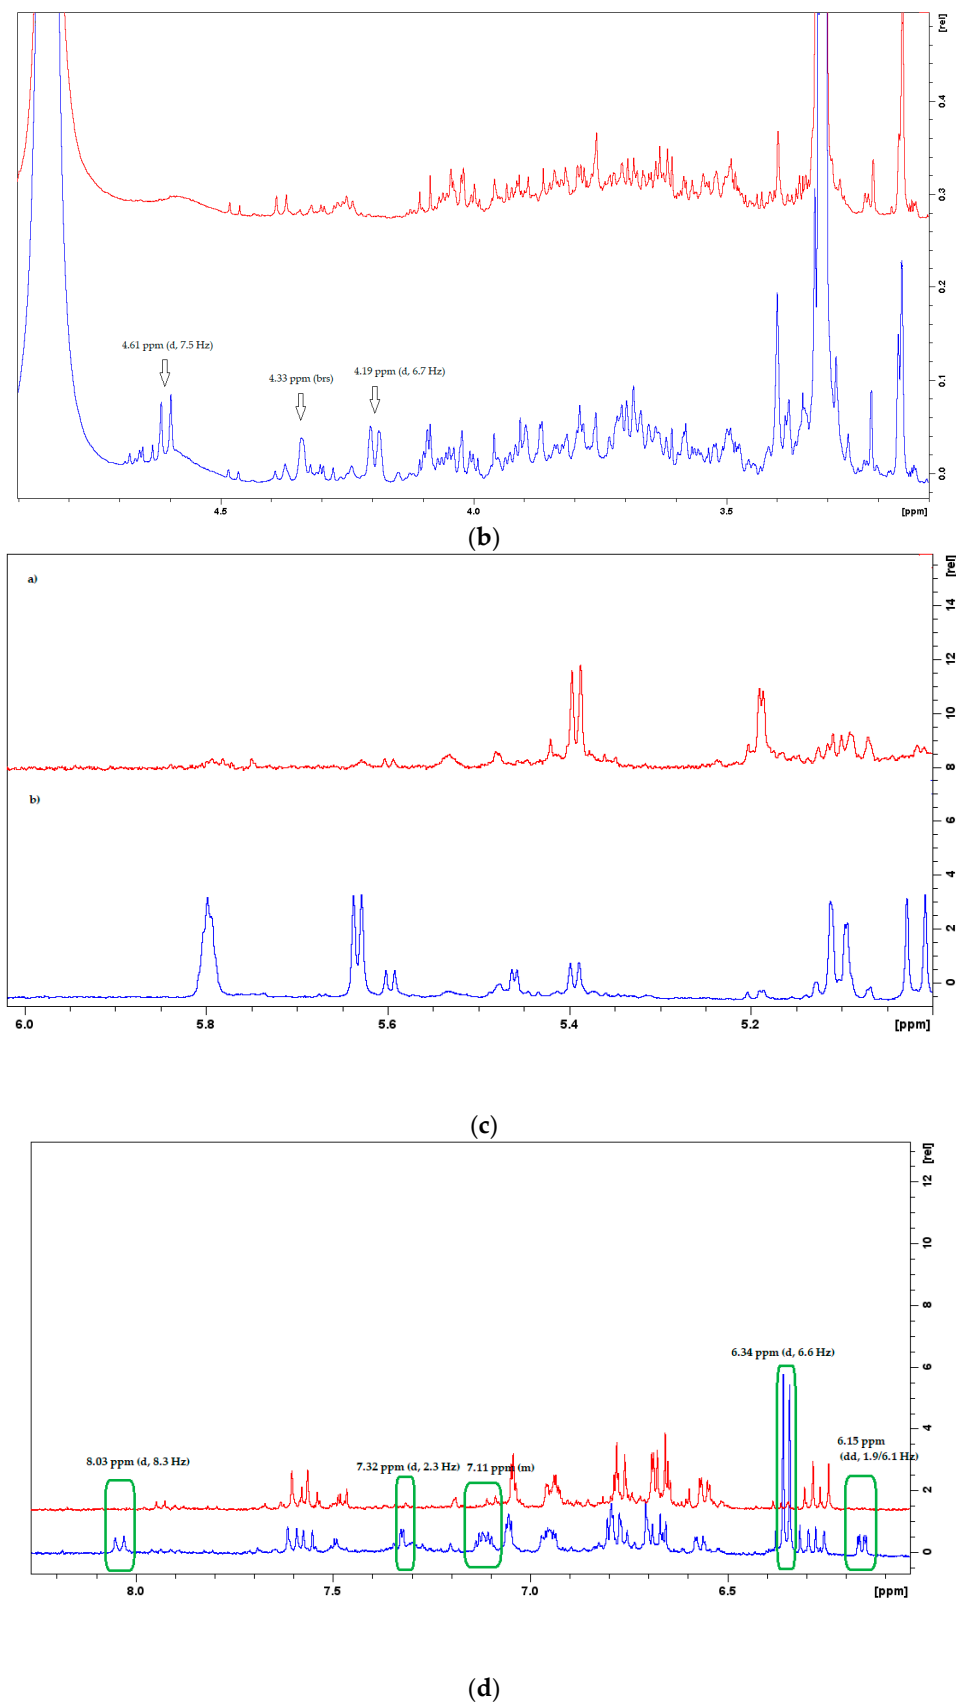 [rel]
0.4
0.3
0.2
4.61 ppm (d, 7.5 Hz)
4.33 ppm (brs)
4.19 ppm (d, 6.7 Hz)
0.1
0.0
4.5
4.0
3.5
[ppm]
(b)
a)
[rel]
14
12
10
8
b)
6
4
2
0
6.0
5.8
5.6
5.4
5.2
[ppm]
(c)
[rel]
12
10
8
6.34 ppm (d, 6.6 Hz)
6
4
6.15 ppm
(dd, 1.9/6.1 Hz)
8.03 ppm (d, 8.3 Hz)
7.32 ppm (d, 2.3 Hz)
7.11 ppm (m)
2
0
8.0
7.5
7.0
6.5
[ppm]
(d)